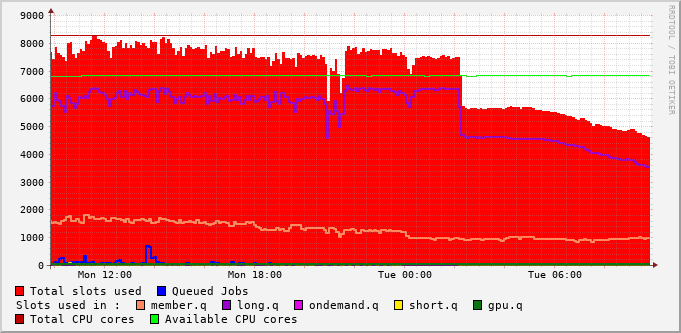 9000
8000
7000
6000
5000
4000
3000
2000
1000
0
Mon 12:00 Mon 18:00 Tue 00:00 Tue 06:00
RRDTOOL / TOBI OETIKER
Total slots used Queued Jobs
Slots used in : member.q long.q ondemand.q short.q gpu.q
Total CPU cores Available CPU cores